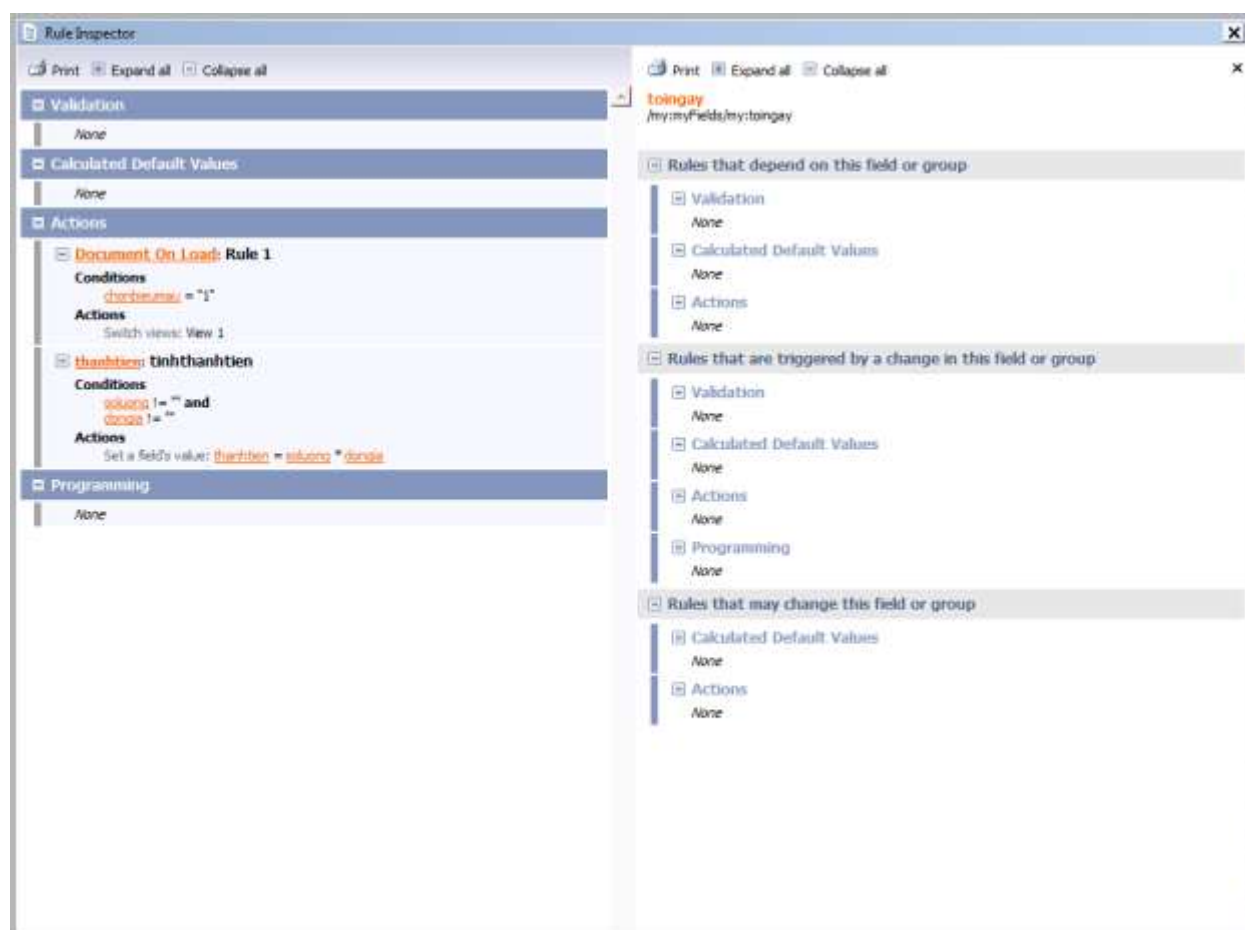 Rule Inspector
Print Expand all Collapse all
Validation
None
Calculated Default Values
None
Actions
Document On Load: Rule 1
Conditions
chonbieumau = "1"
Actions
Switch views: View 1
thanhtien: tinhthanhtien
Conditions
soluong != "" and
dongia != ""
Actions
Set a field's value: thanhtien = soluong * dongia
Programming
None
Print Expand all Collapse all
toingay
/my:myFields/my:toingay
Rules that depend on this field or group
Validation
None
Calculated Default Values
None
Actions
None
Rules that are triggered by a change in this field or group
Validation
None
Calculated Default Values
None
Actions
None
Programming
None
Rules that may change this field or group
Calculated Default Values
None
Actions
None